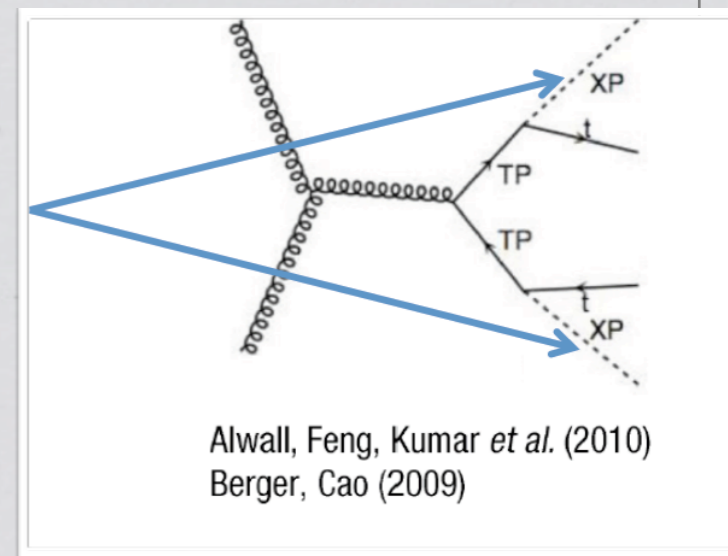 XP
t
TP
TP
t
XP
Alwall, Feng, Kumar et al. (2010)
Berger, Cao (2009)